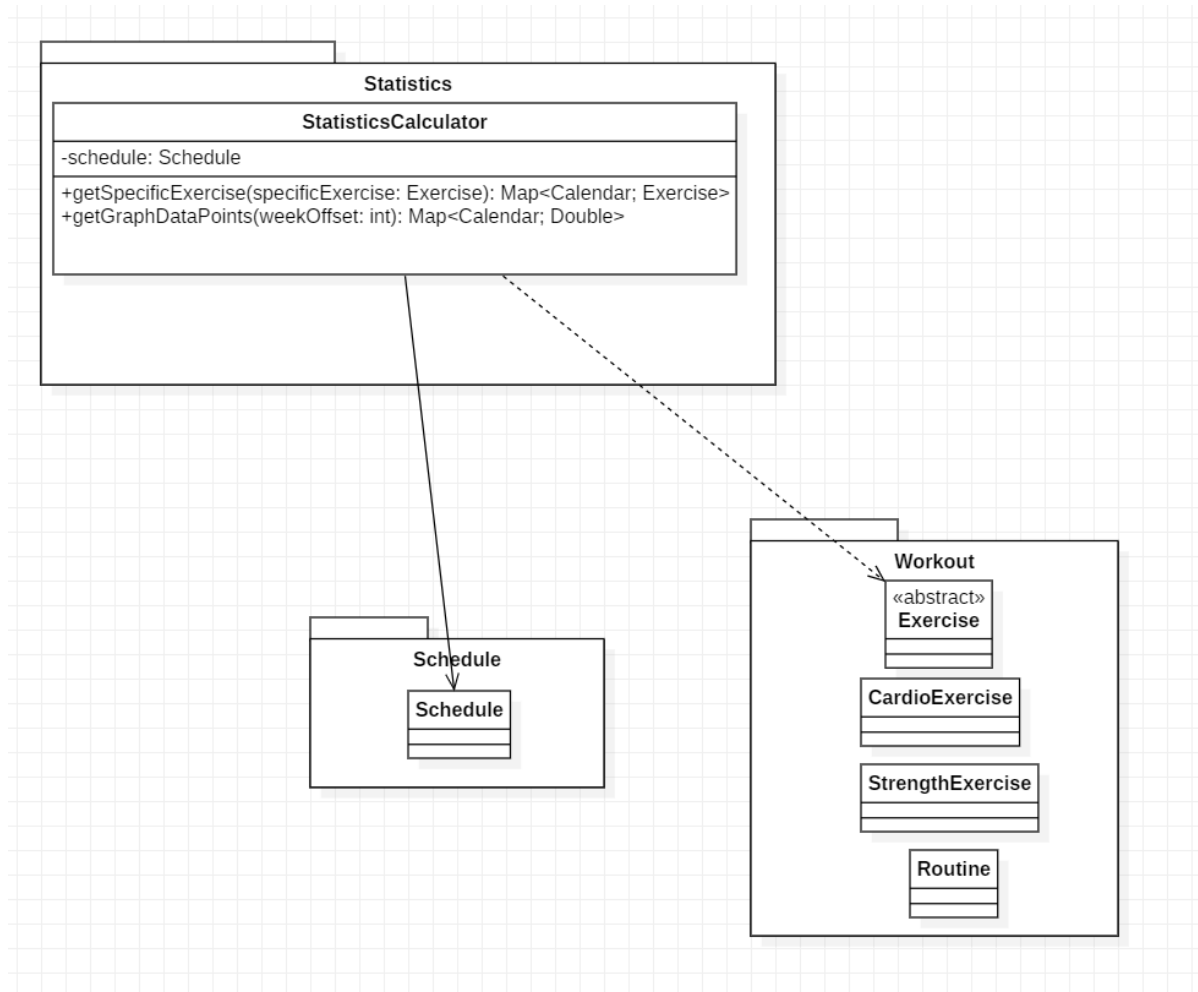 Statistics
StatisticsCalculator
-schedule: Schedule
+getSpecificExercise(specificExercise: Exercise): Map<Calendar; Exercise>
+getGraphDataPoints(weekOffset: int): Map<Calendar; Double>
Schedule
Schedule
Workout
«abstract»
Exercise
CardioExercise
StrengthExercise
Routine